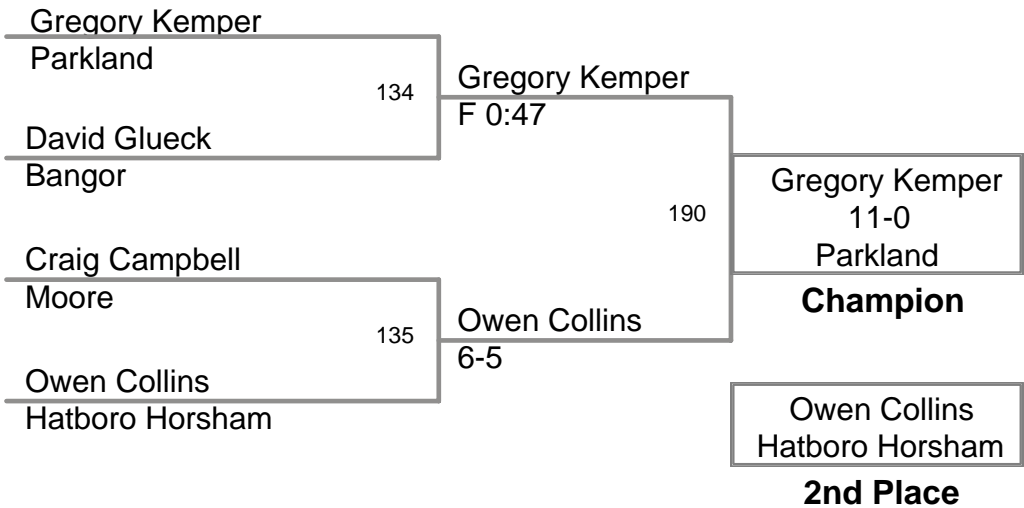 Gregory Kemper
Parkland
134
David Glueck
Bangor
Gregory Kemper
F 0:47
Craig Campbell
Moore
135
Owen Collins
Hatboro Horsham
Owen Collins
6-5
190
Gregory Kemper
11-0
Parkland
Champion
Owen Collins
Hatboro Horsham
2nd Place